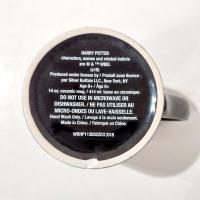 HARRY POTTER
characters, names and related indicia
are © & ™ WBEI.
(s18)
Produced under license by / Produit sous licence
par Silver Buffalo LLC, New York, NY
Age 8+ / Âge 8+
14 oz. ceramic mug. / 414 ml tasse en céramique.
DO NOT USE IN MICROWAVE OR
DISHWASHER. / NE PAS UTILISER AU
MICRO-ONDES OU LAVE-VAISSELLE.
Hand Wash Only. / Lavage à la main seulement.
Made in China. / Fabriqué en Chine.